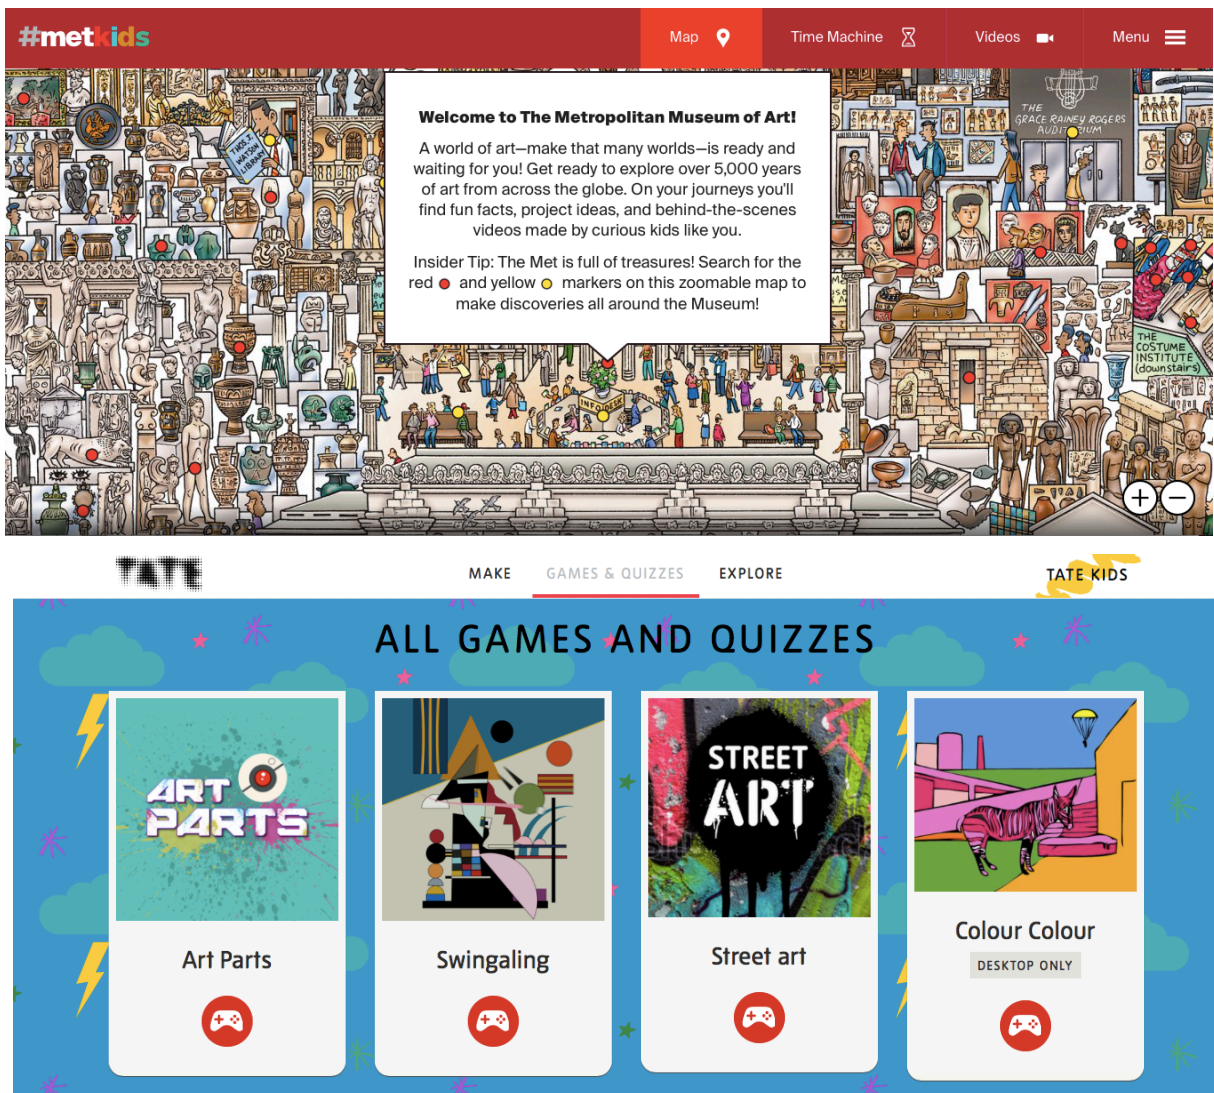 #metkids
Map
Time Machine
Videos
Menu
Welcome to The Metropolitan Museum of Art!
A world of art—make that many worlds—is ready and
waiting for you! Get ready to explore over 5,000 years
of art from across the globe. On your journeys you'll
find fun facts, project ideas, and behind-the-scenes
videos made by curious kids like you.
Insider Tip: The Met is full of treasures! Search for the
red and yellow markers on this zoomable map to
make discoveries all around the Museum!
THOS. J.
WATSON
LIBRARY
THE
GRACE RAINEY ROGERS
AUDITORIUM
THE
COSTUME
INSTITUTE
(downstairs)
INFO DESK
TATE
MAKE
GAMES & QUIZZES
EXPLORE
TATE KIDS
ALL GAMES AND QUIZZES
ART
PARTS
STREET
ART
Art Parts
Swingaling
Street art
Colour Colour
DESKTOP ONLY